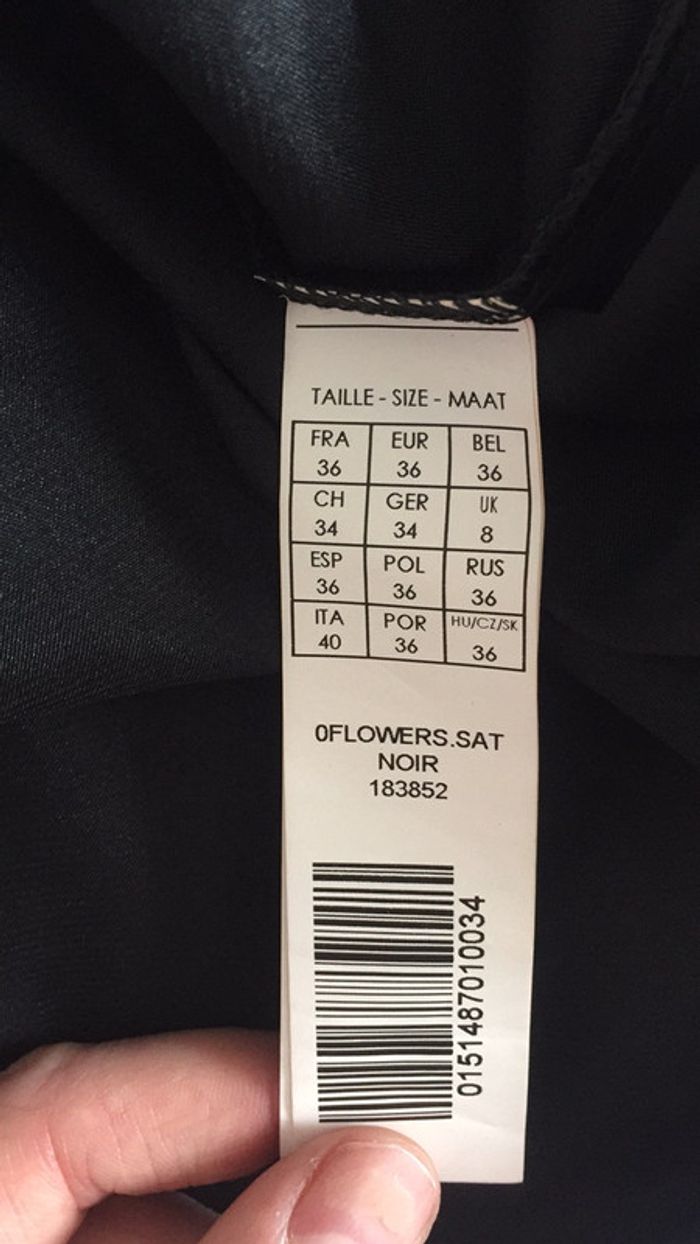 TAILLE - SIZE - MAAT
FRA EUR BEL
36 36 36
CH GER UK
34 34 8
ESP POL RUS
36 36 36
ITA POR HU/CZ/SK
40 36 36
0FLOWERS.SAT
NOIR
183852
0151487010034